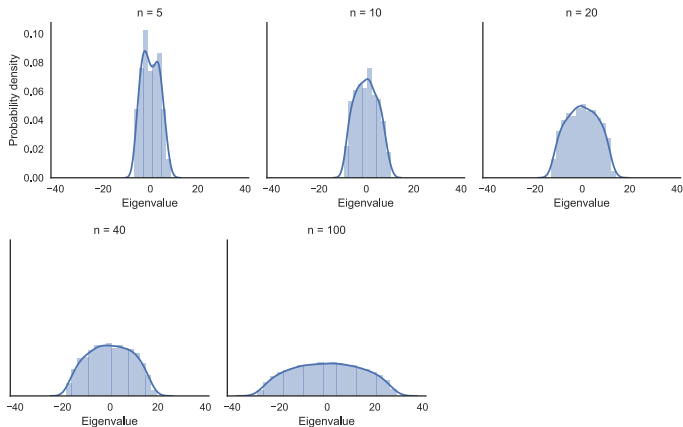 n = 5
n = 10
n = 20
Probability density
0.10
0.08
0.06
0.04
0.02
0.00
−40 −20 0 20 40
−40 −20 0 20 40
−40 −20 0 20 40
Eigenvalue
Eigenvalue
Eigenvalue
n = 40
n = 100
−40 −20 0 20 40
−40 −20 0 20 40
Eigenvalue
Eigenvalue